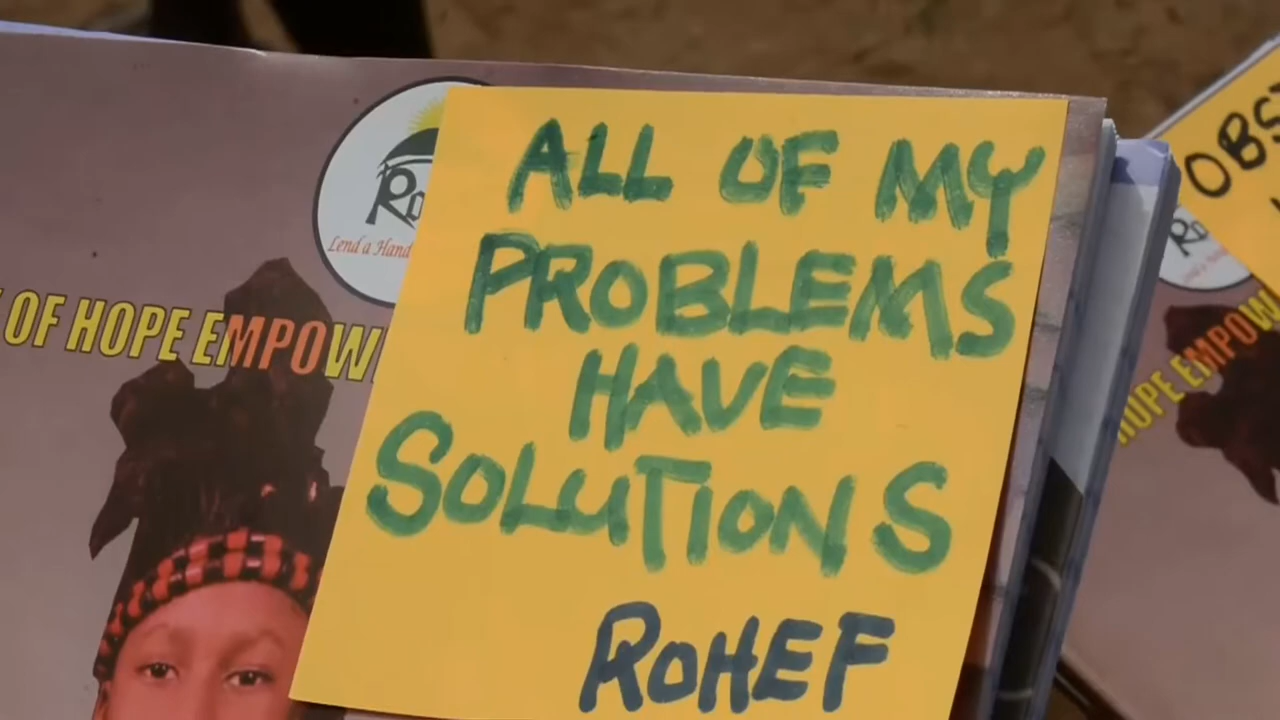 ALL OF MY
PROBLEMS
HAVE
SOLUTIONS
ROHEF
Lend a Hand
OF HOPE EMPOW
HOPE EMPOW